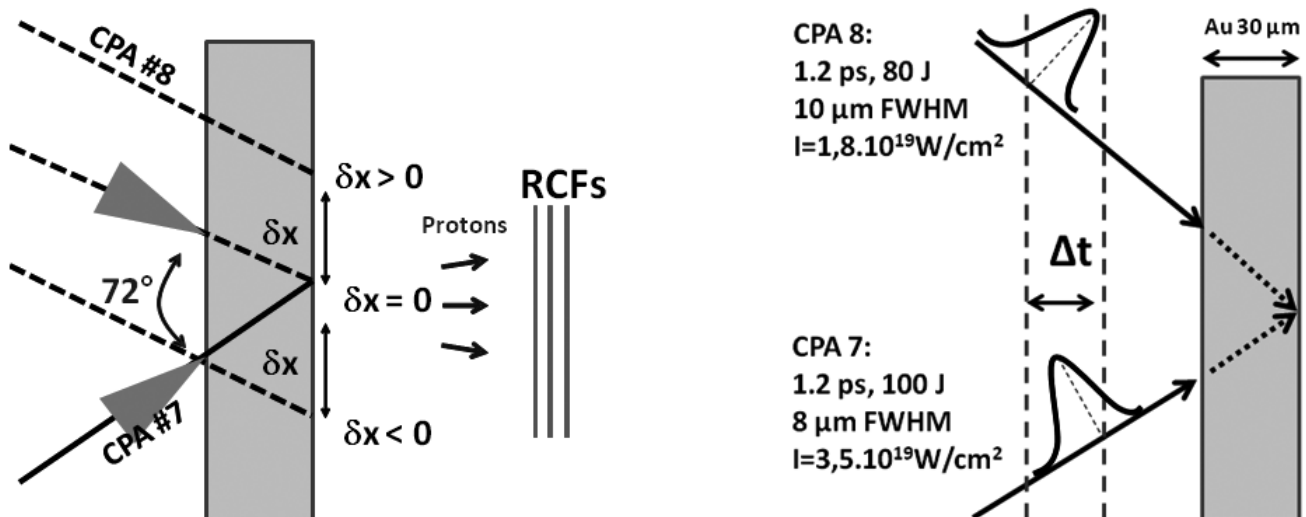 CPA #8
δx > 0
RCFs
δx
Protons
72°
δx = 0
δx
CPA #7
δx < 0
CPA 8:
1.2 ps, 80 J
10 μm FWHM
I=1,8.10¹⁹W/cm²
Au 30 μm
Δt
CPA 7:
1.2 ps, 100 J
8 μm FWHM
I=3,5.10¹⁹W/cm²